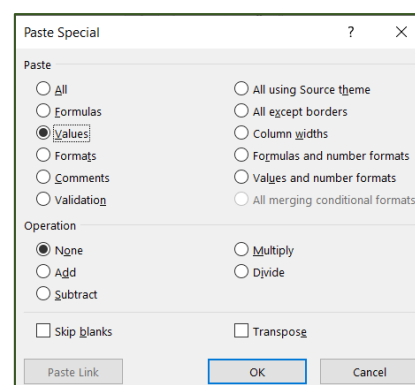 Paste Special ? ×
Paste
All
Formulas
Values
Formats
Comments
Validation
All using Source theme
All except borders
Column widths
Formulas and number formats
Values and number formats
All merging conditional formats
Operation
None
Add
Subtract
Multiply
Divide
Skip blanks
Transpose
Paste Link
OK
Cancel